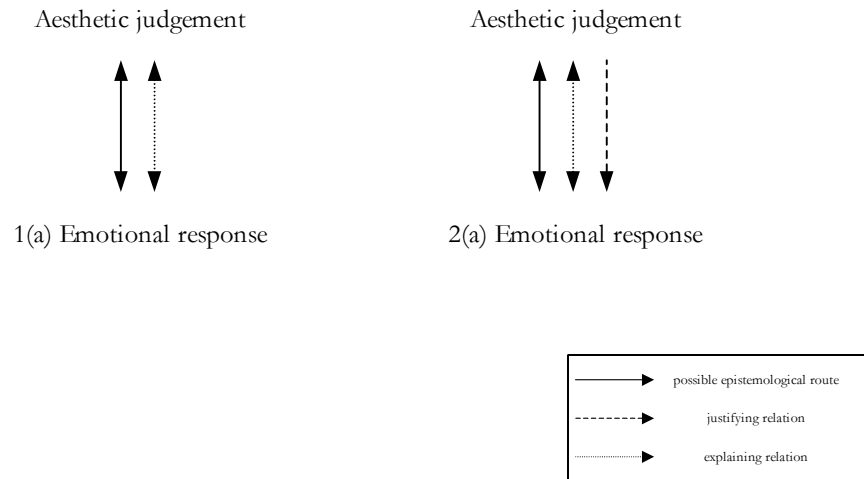 Aesthetic judgement
Aesthetic judgement
1(a) Emotional response
2(a) Emotional response
possible epistemological route
justifying relation
explaining relation